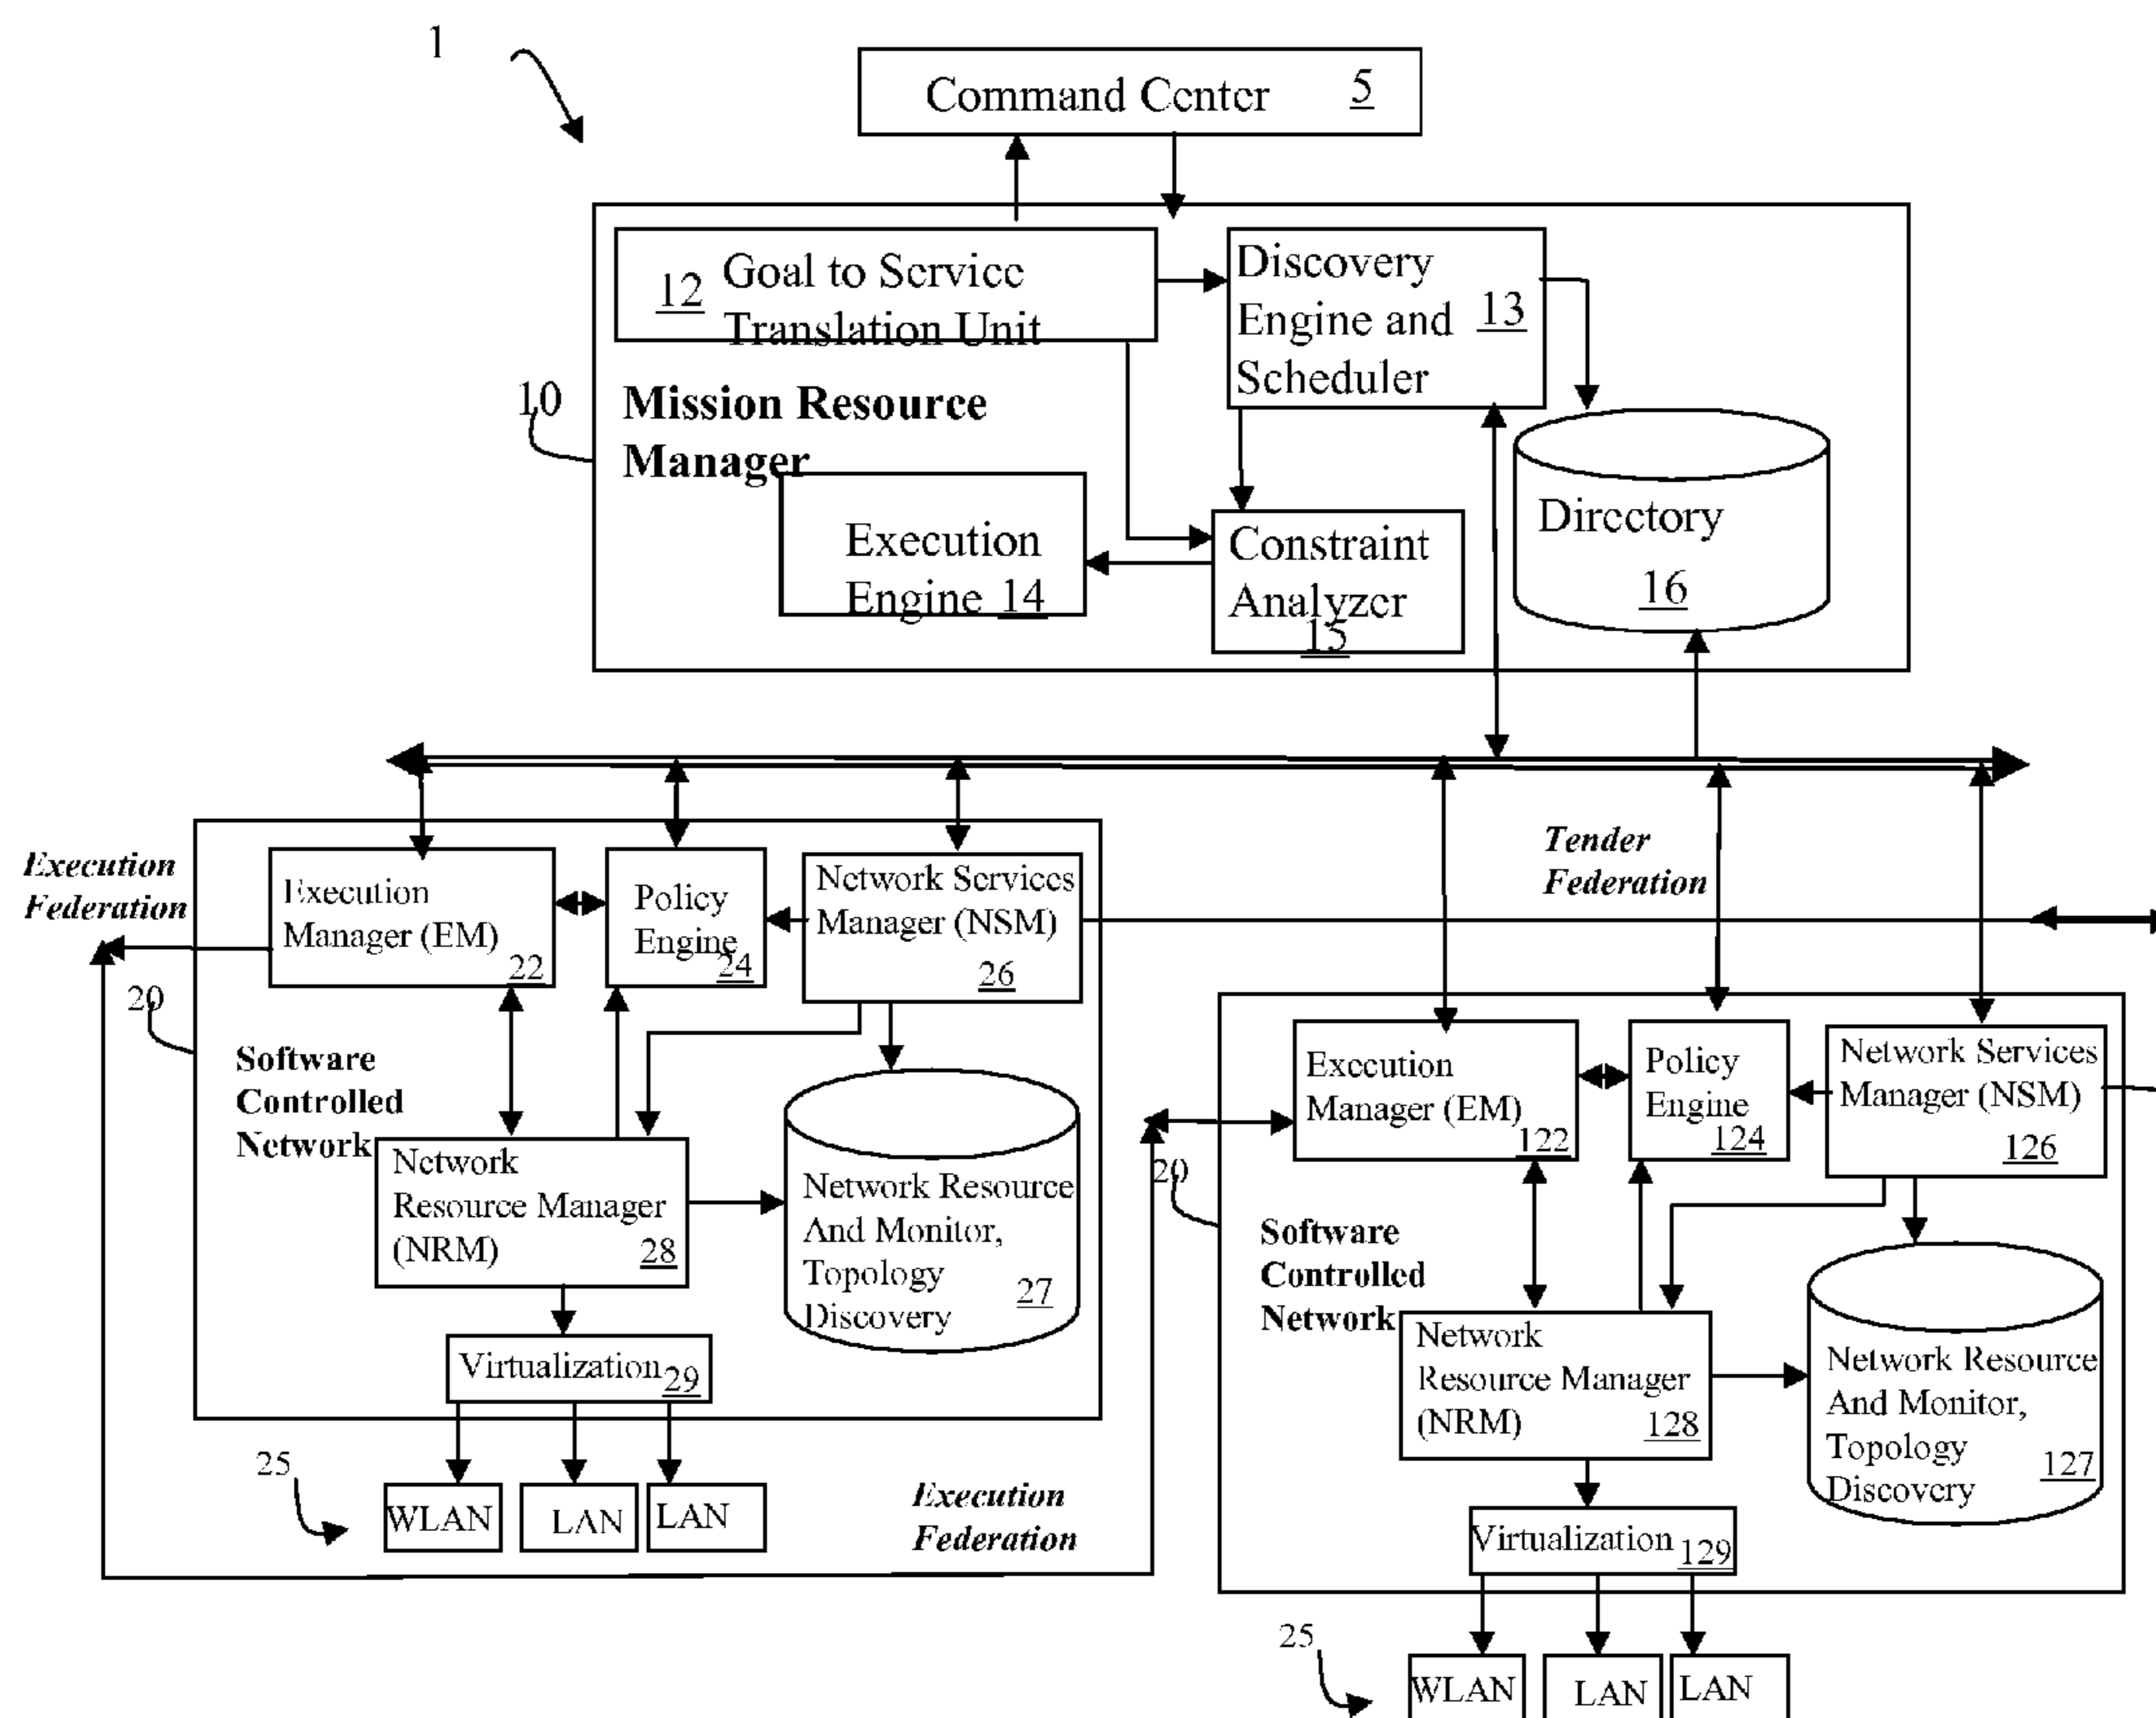 1
Command Center 5
12 Goal to Service
Translation Unit
Discovery
Engine and 13
Scheduler
10
Mission Resource
Manager
Execution
Engine 14
Constraint
Analyzer
15
Directory
16
Execution
Federation
Execution
Manager (EM)
22
Policy
Engine
24
Network Services
Manager (NSM)
26
Tender
Federation
20
Software
Controlled
Network
Network
Resource Manager
(NRM)
28
Network Resource
And Monitor,
Topology
Discovery
27
Virtualization 29
25
WLAN
LAN
LAN
Execution
Federation
Execution
Manager (EM)
122
Policy
Engine
124
Network Services
Manager (NSM)
126
20
Software
Controlled
Network
Network
Resource Manager
(NRM)
128
Network Resource
And Monitor,
Topology
Discovery
127
Virtualization 129
25
WLAN
LAN
LAN